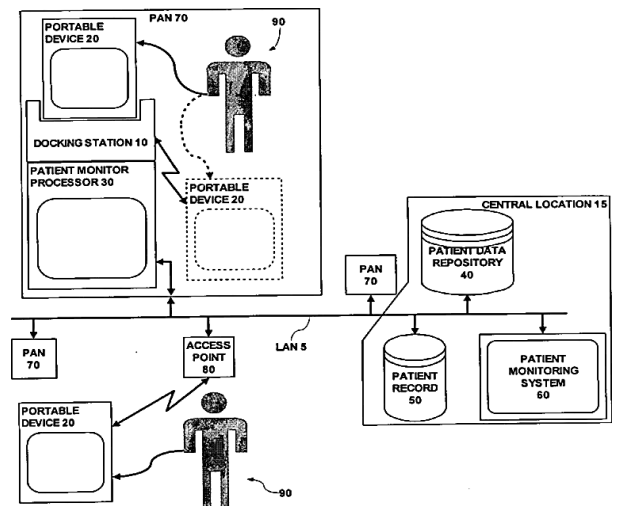 PAN 70
PORTABLE
DEVICE 20
90
DOCKING STATION 10
PATIENT MONITOR
PROCESSOR 30
PORTABLE
DEVICE 20
CENTRAL LOCATION 15
PATIENT DATA
REPOSITORY
40
PAN
70
LAN 5
PAN
70
ACCESS
POINT
80
PATIENT
RECORD
50
PATIENT
MONITORING
SYSTEM
60
PORTABLE
DEVICE 20
90